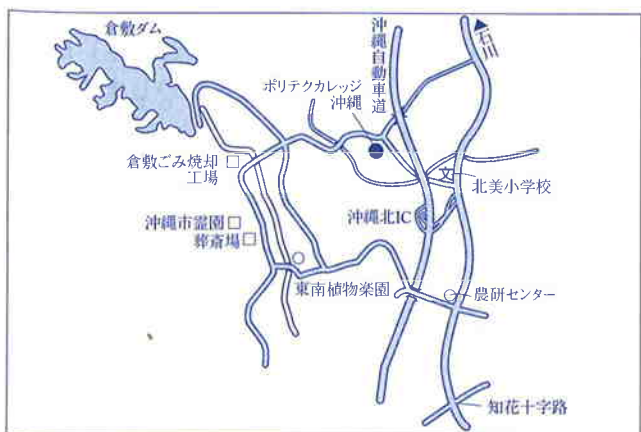 倉敷ダム
沖縄自動車道
▲石川
ポリテクカレッジ
沖縄
倉敷ごみ焼却
工場
文
北美小学校
沖縄市霊園
葬斎場
沖縄北IC
東南植物楽園
農研センター
知花十字路